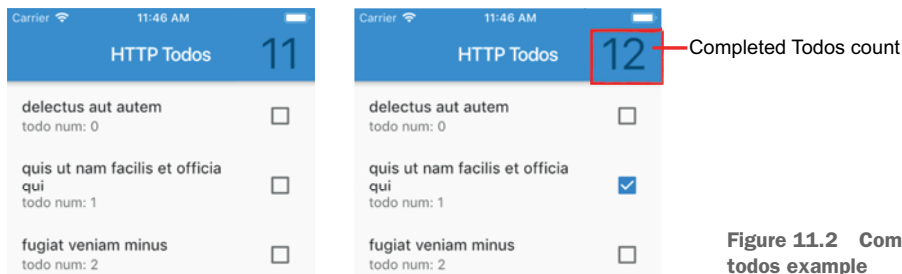 Carrier 11:46 AM
HTTP Todos 11
delectus aut autem
todo num: 0
quis ut nam facilis et officia
qui
todo num: 1
fugiat veniam minus
todo num: 2
Carrier 11:46 AM
HTTP Todos 12
Completed Todos count
delectus aut autem
todo num: 0
quis ut nam facilis et officia
qui
todo num: 1
fugiat veniam minus
todo num: 2
Figure 11.2 Com
todos example